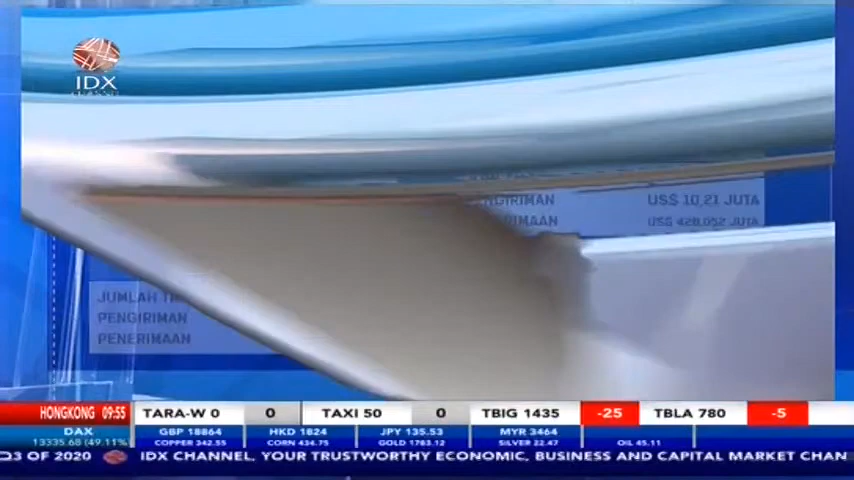 IDX
CHANNEL
PENGIRIMAN US$ 10,21 JUTA
US$ 428,052 JUTA
JUMLAH
PENGIRIMAN
PENERIMAAN
HONGKONG 09:55
TARA-W 0 0 TAXI 50 0 TBIG 1435 -25 TBLA 780 -5
DAX
13335.68 (49.11%)
GBP 18864 HKD 1824 JPY 135.53 MYR 3464
COPPER 342.55 CORN 434.75 GOLD 1783.12 SILVER 22.47 OIL 45.11
Q3 OF 2020 IDX CHANNEL, YOUR TRUSTWORTHY ECONOMIC, BUSINESS AND CAPITAL MARKET CHAN